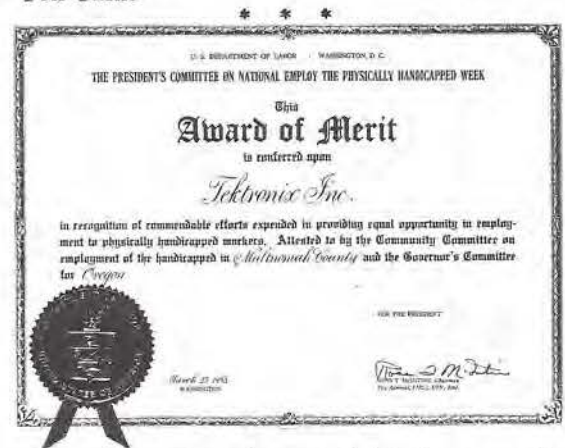 * * *
U. S. DEPARTMENT OF LABOR WASHINGTON, D. C.
THE PRESIDENT'S COMMITTEE ON NATIONAL EMPLOY THE PHYSICALLY HANDICAPPED WEEK
This
Award of Merit
is conferred upon
Tektronix Inc.
in recognition of commendable efforts expended in providing equal opportunity in employ-
ment to physically handicapped workers. Attested to by the Community Committee on
employment of the handicapped in Multnomah County and the Governor's Committee
for Oregon
FOR THE PRESIDENT
March 25
WASHINGTON